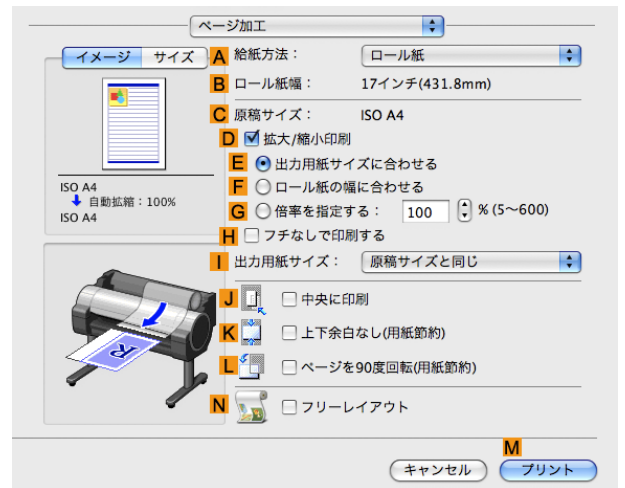 ページ加工
イメージ サイズ
A 給紙方法： ロール紙
B ロール紙幅： 17インチ(431.8mm)
C 原稿サイズ： ISO A4
D 拡大/縮小印刷
E 出力用紙サイズに合わせる
F ロール紙の幅に合わせる
G 倍率を指定する： 100 % (5～600)
ISO A4
自動拡縮：100%
ISO A4
H フチなしで印刷する
I 出力用紙サイズ： 原稿サイズと同じ
J 中央に印刷
K 上下余白なし(用紙節約)
L ページを90度回転(用紙節約)
R
N フリーレイアウト
M
キャンセル プリント